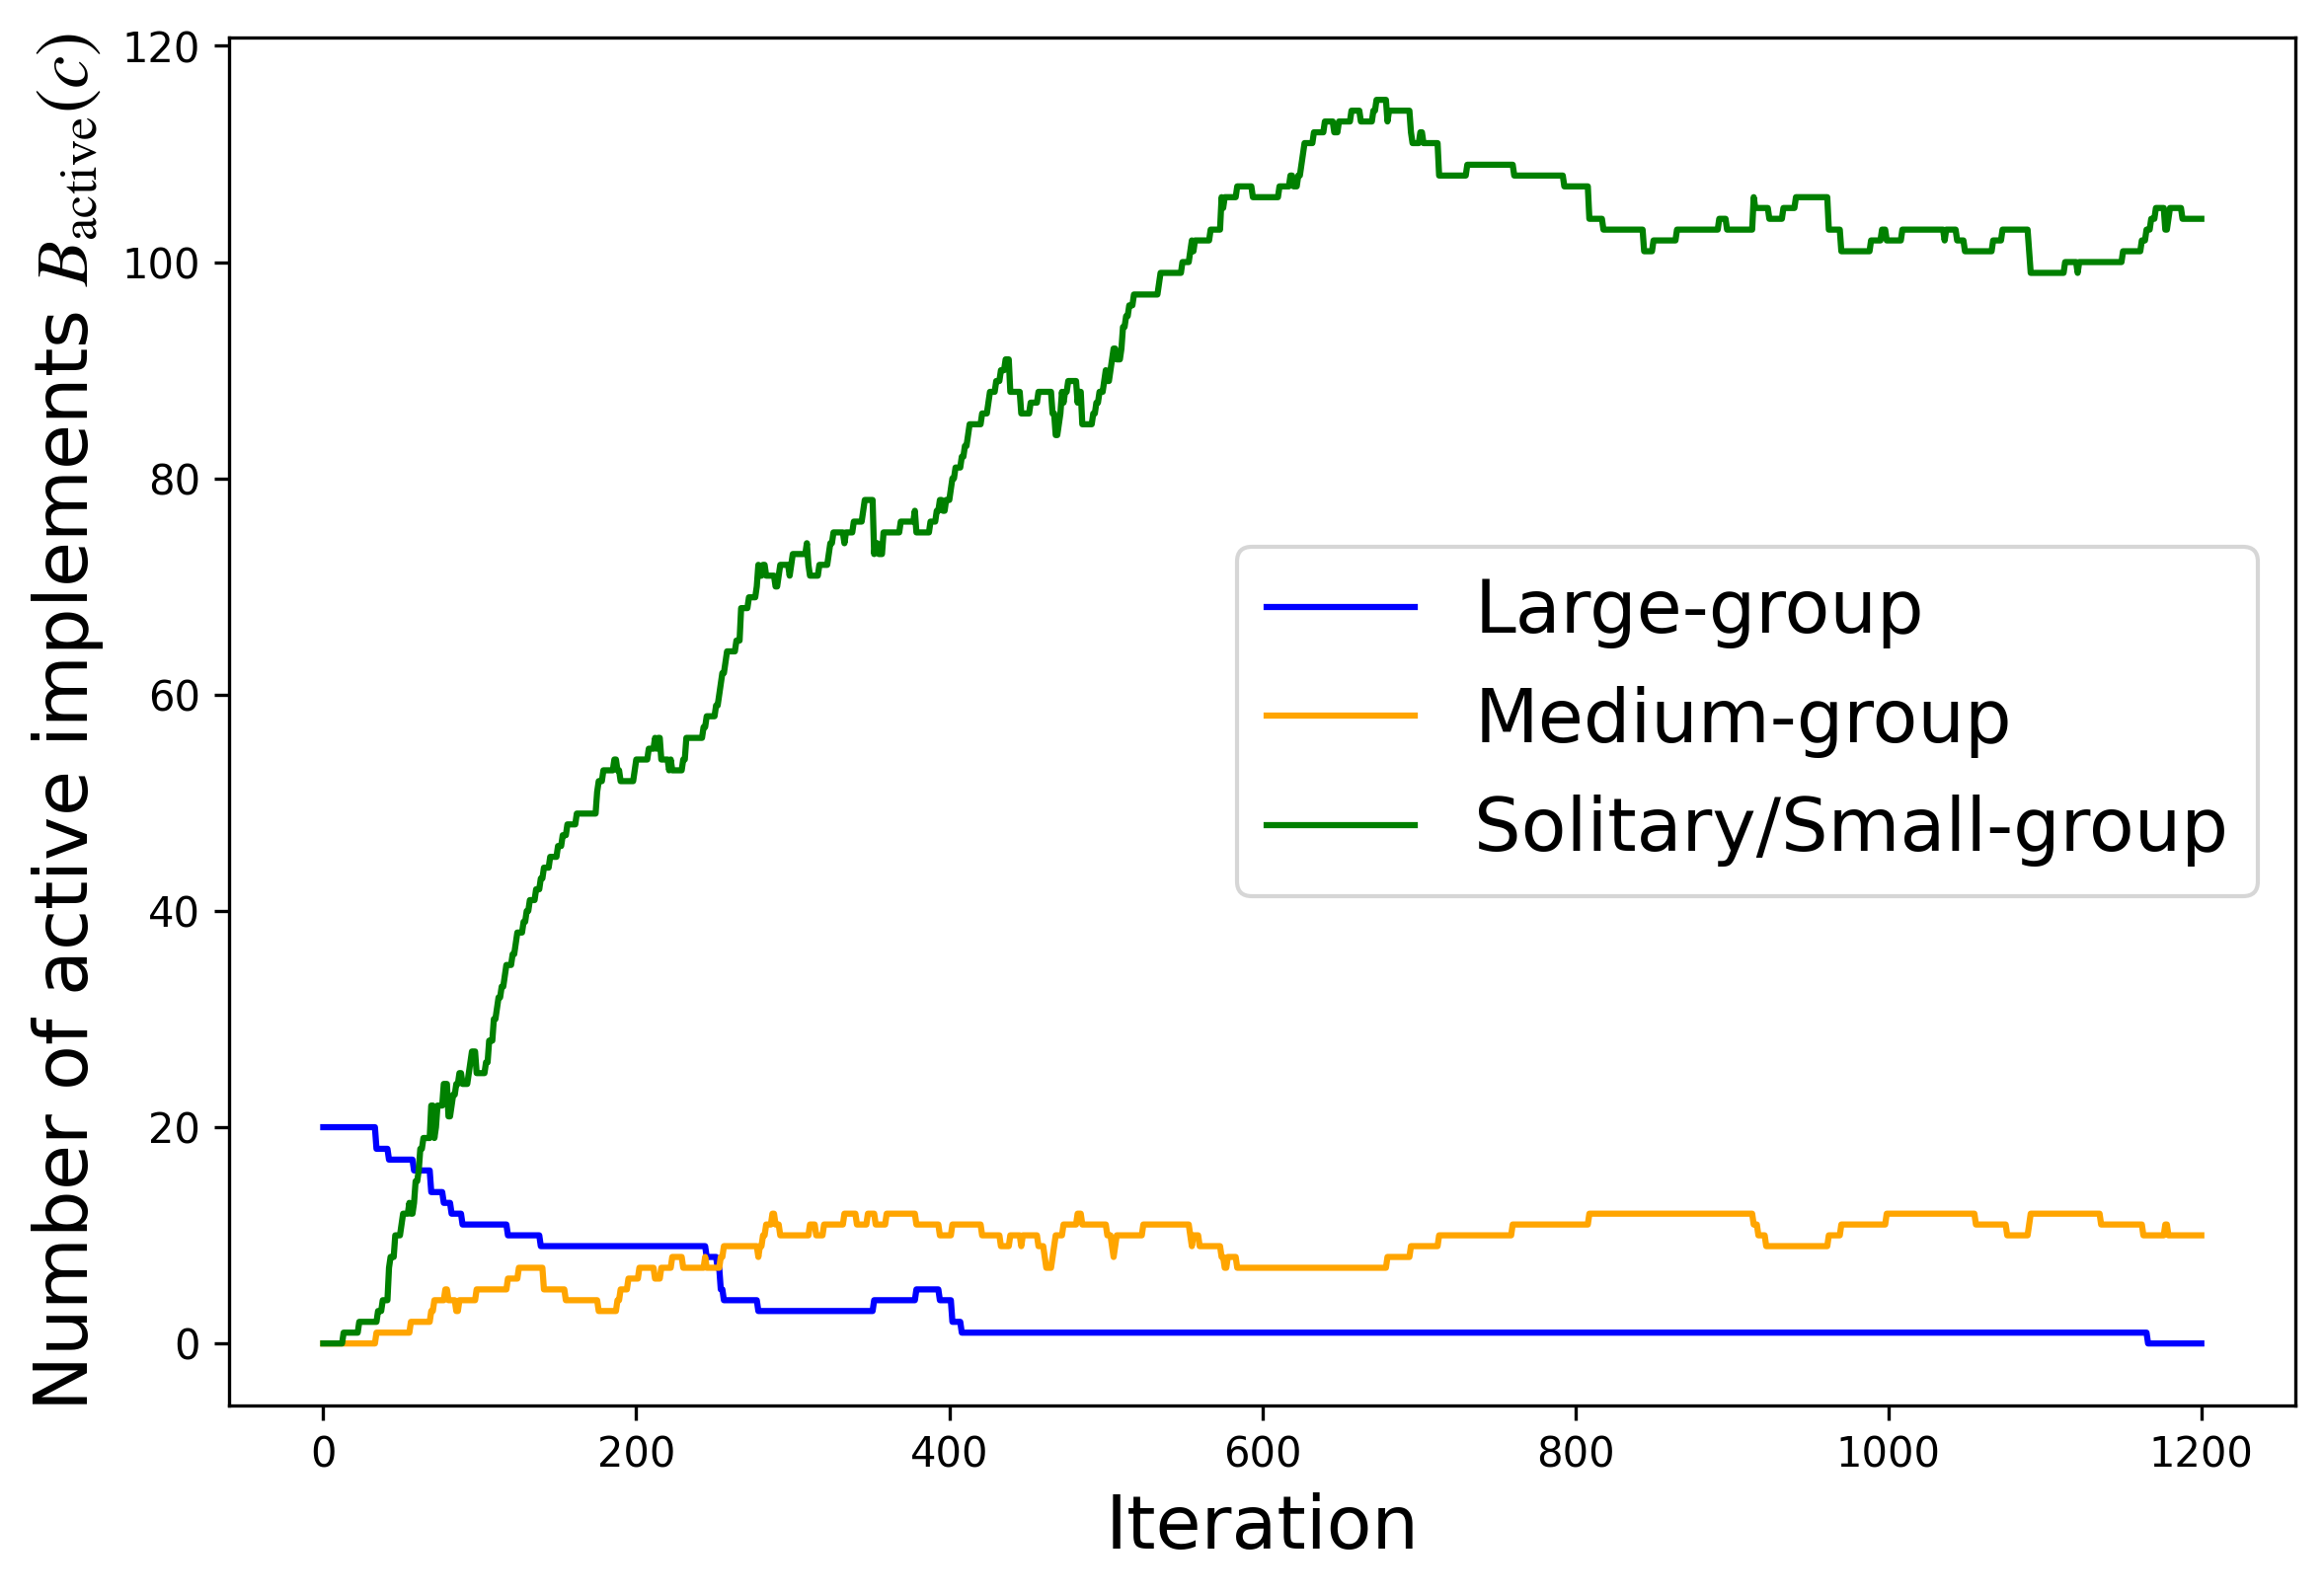 Number of active implements B_active(c)
120
100
80
60
40
20
0
Large-group
Medium-group
Solitary/Small-group
0 200 400 600 800 1000 1200
Iteration